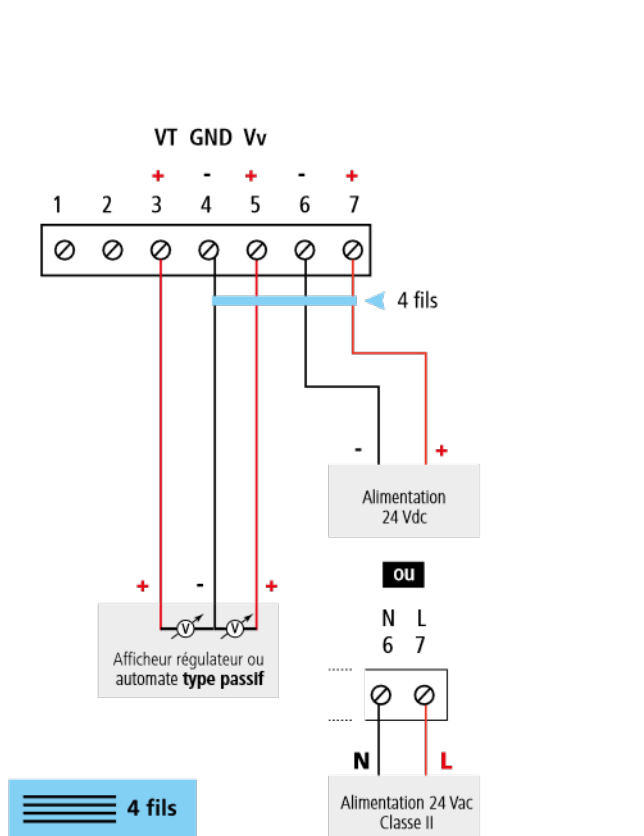 VT GND Vv
+ - + - +
1 2 3 4 5 6 7
4 fils
- +
Alimentation
24 Vdc
ou
+ - +
V V
Afficheur régulateur ou
automate type passif
N L
6 7
N L
Alimentation 24 Vac
Classe II
4 fils